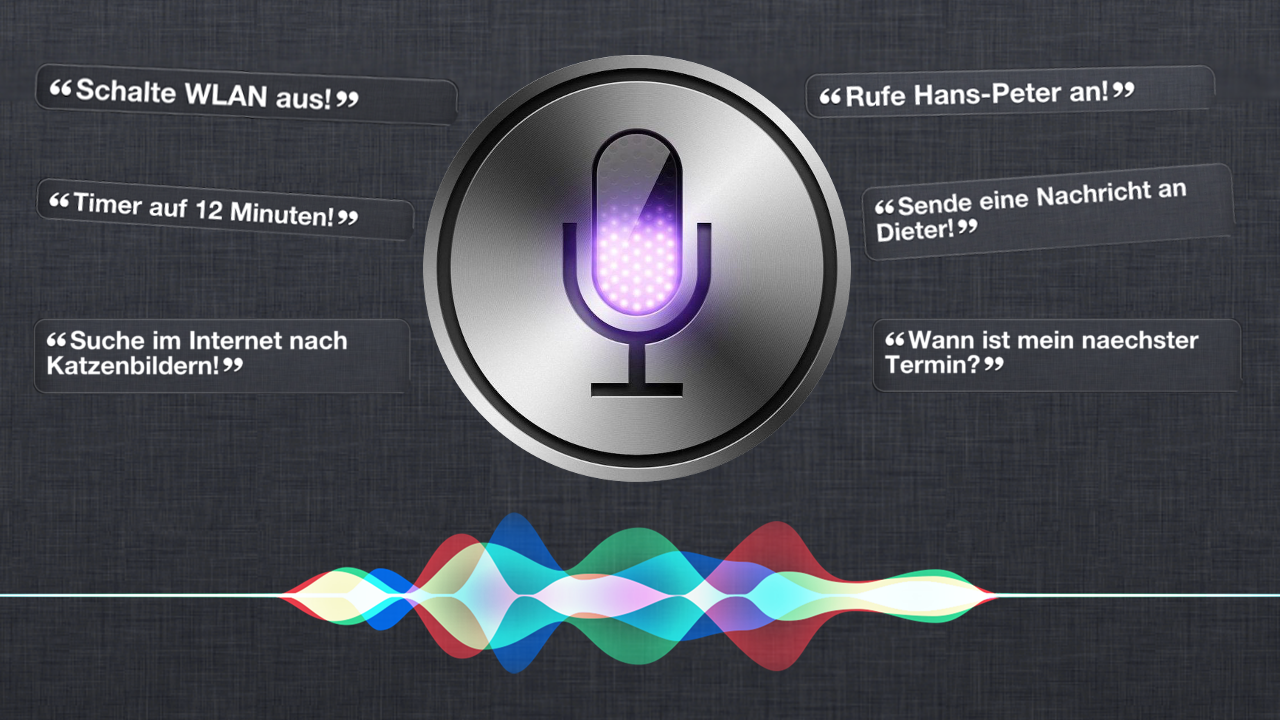 “Schalte WLAN aus!”
“Timer auf 12 Minuten!”
“Suche im Internet nach
Katzenbildern!”
“Rufe Hans-Peter an!”
“Sende eine Nachricht an
Dieter!”
“Wann ist mein naechster
Termin?”